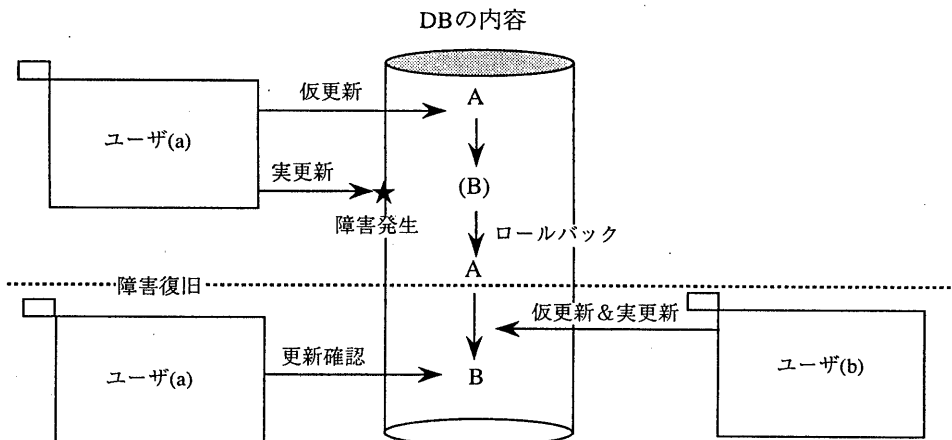 DBの内容
仮更新
A
ユーザ(a)
実更新
(B)
障害発生
ロールバック
A
障害復旧
仮更新&実更新
更新確認
ユーザ(a)
B
ユーザ(b)